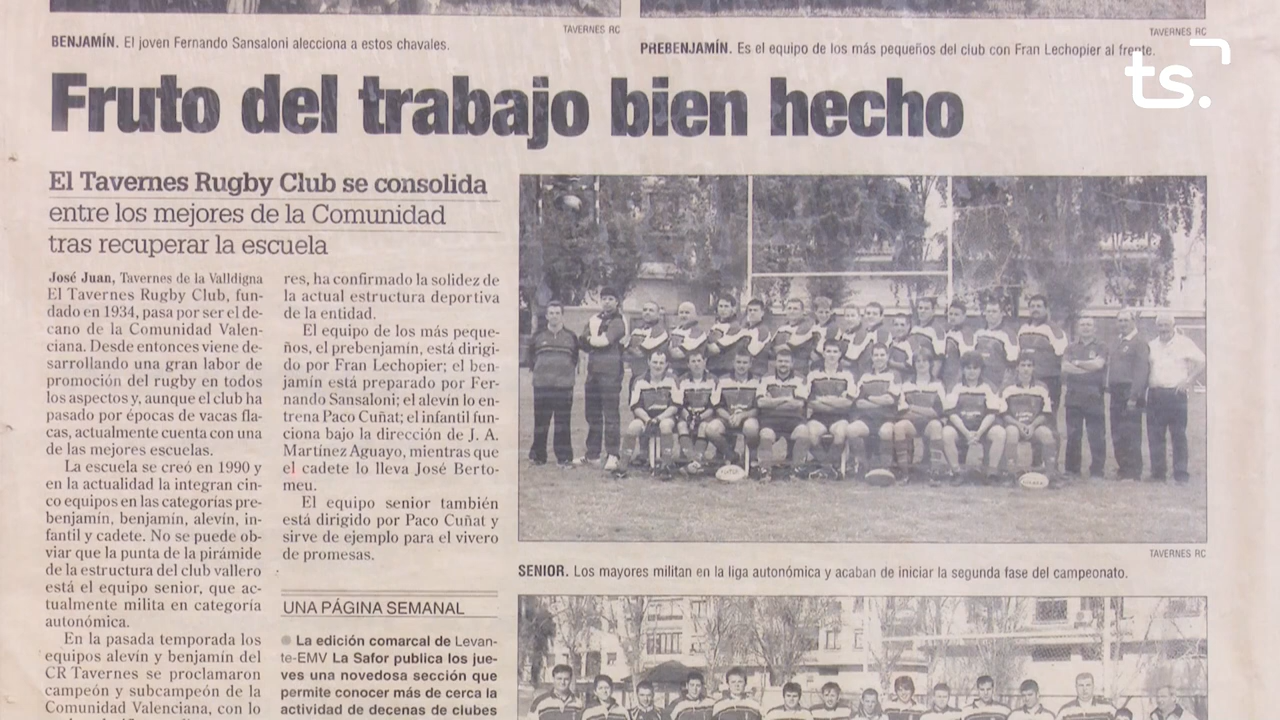 TAVERNES RC
TAVERNES RC
BENJAMÍN. El joven Fernando Sansaloni alecciona a estos chavales.
PREBENJAMÍN. Es el equipo de los más pequeños del club con Fran Lechopier al frente.
ts.
Fruto del trabajo bien hecho
El Tavernes Rugby Club se consolida
entre los mejores de la Comunidad
tras recuperar la escuela
José Juan, Tavernes de la Valldigna
El Tavernes Rugby Club, fun-
dado en 1934, pasa por ser el de-
cano de la Comunidad Valen-
ciana. Desde entonces viene de-
sarrollando una gran labor de
promoción del rugby en todos
los aspectos y, aunque el club ha
pasado por épocas de vacas fla-
cas, actualmente cuenta con una
de las mejores escuelas.
La escuela se creó en 1990 y
en la actualidad la integran cin-
co equipos en las categorías pre-
benjamín, benjamín, alevín, in-
fantil y cadete. No se puede ob-
viar que la punta de la pirámide
de la estructura del club vallero
está el equipo senior, que ac-
tualmente milita en categoría
autonómica.
En la pasada temporada los
equipos alevín y benjamín del
CR Tavernes se proclamaron
campeón y subcampeón de la
Comunidad Valenciana, con lo
res, ha confirmado la solidez de
la actual estructura deportiva
de la entidad.
El equipo de los más peque-
ños, el prebenjamín, está dirigi-
do por Fran Lechopier; el ben-
jamín está preparado por Fer-
nando Sansaloni; el alevín lo en-
trena Paco Cuñat; el infantil fun-
ciona bajo la dirección de J. A.
Martínez Aguayo, mientras que
el cadete lo lleva José Berto-
meu.
El equipo senior también
está dirigido por Paco Cuñat y
sirve de ejemplo para el vivero
de promesas.
UNA PÁGINA SEMANAL
La edición comarcal de Levan-
te-EMV La Safor publica los jue-
ves una novedosa sección que
permite conocer más de cerca la
actividad de decenas de clubes
TAVERNES RC
SENIOR. Los mayores militan en la liga autonómica y acaban de iniciar la segunda fase del campeonato.